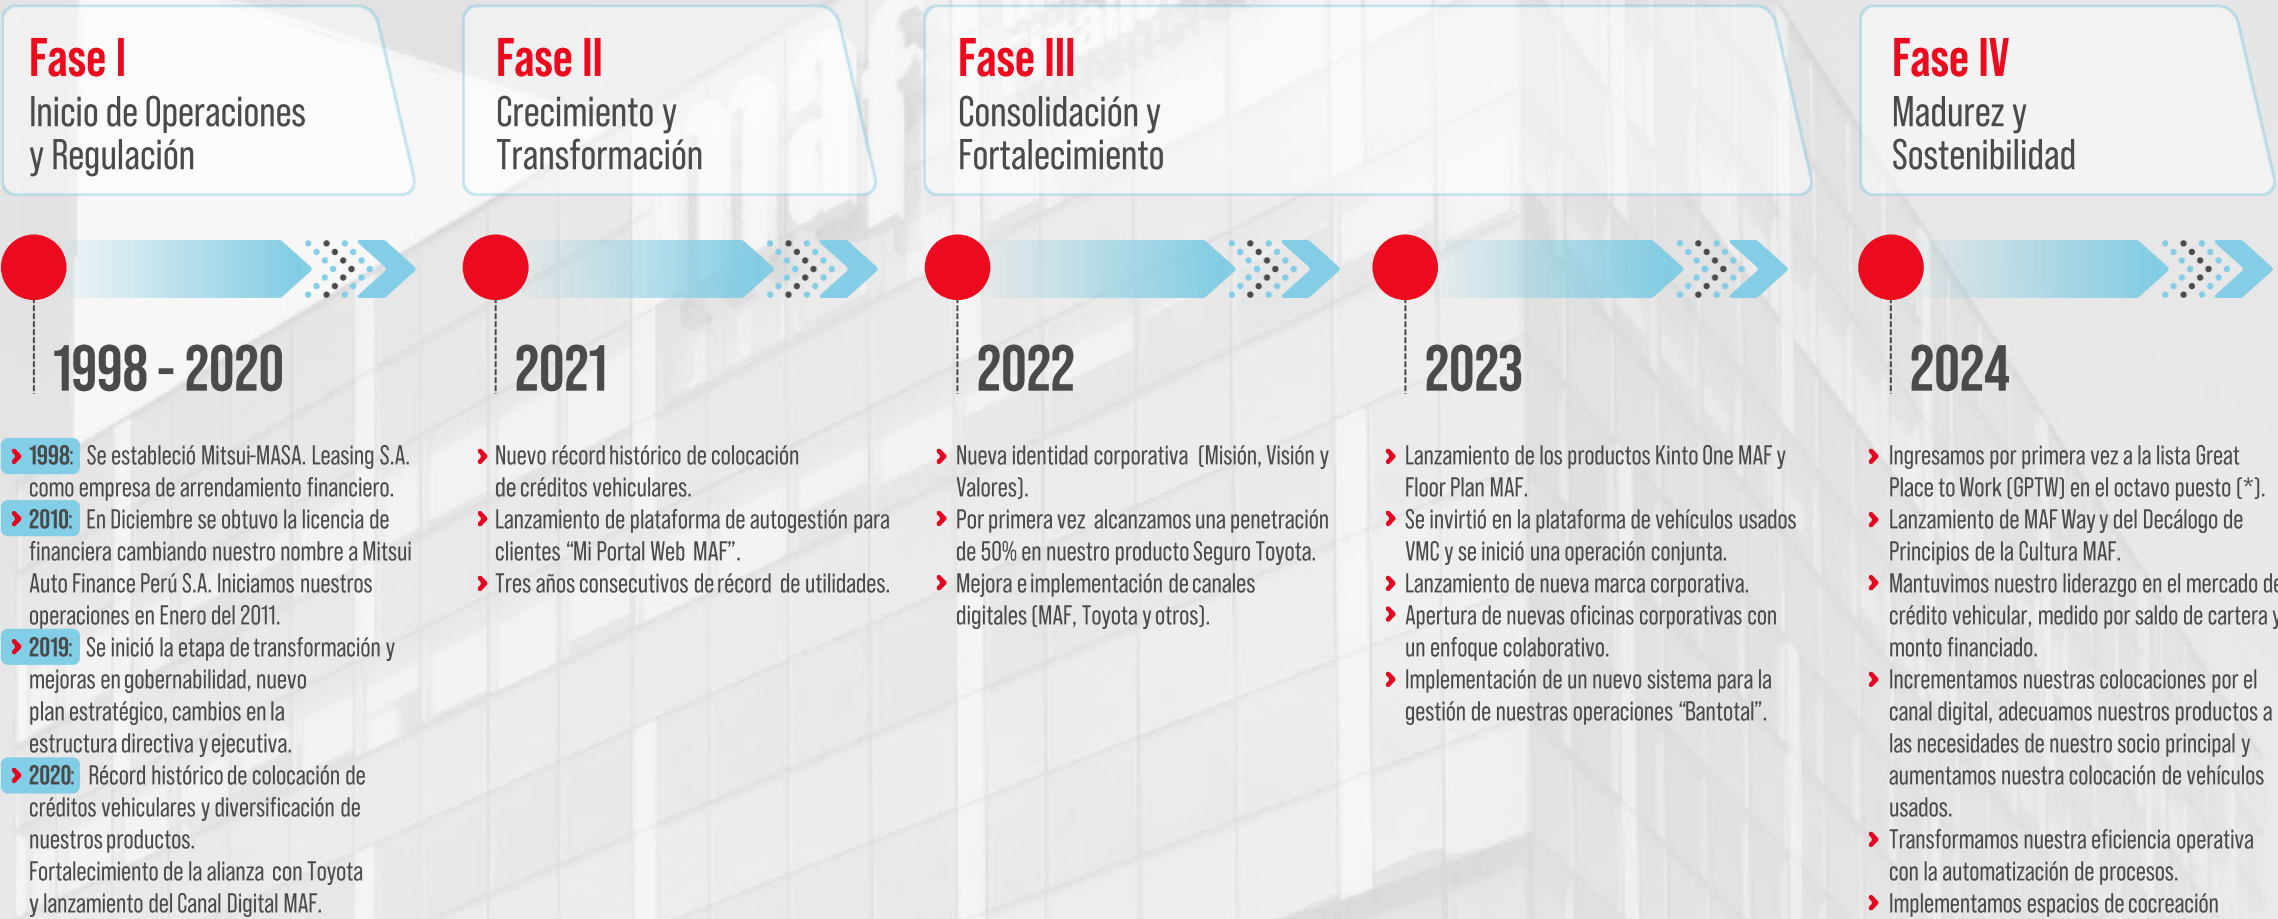 Fase I
Inicio de Operaciones
y Regulación
Fase II
Crecimiento y
Transformación
Fase III
Consolidación y
Fortalecimiento
Fase IV
Madurez y
Sostenibilidad
1998 - 2020
1998: Se estableció Mitsui-MASA. Leasing S.A.
como empresa de arrendamiento financiero.
2010: En Diciembre se obtuvo la licencia de
financiera cambiando nuestro nombre a Mitsui
Auto Finance Perú S.A. Iniciamos nuestros
operaciones en Enero del 2011.
2019: Se inició la etapa de transformación y
mejoras en gobernabilidad, nuevo
plan estratégico, cambios en la
estructura directiva y ejecutiva.
2020: Récord histórico de colocación de
créditos vehiculares y diversificación de
nuestros productos.
Fortalecimiento de la alianza con Toyota
y lanzamiento del Canal Digital MAF.
2021
Nuevo récord histórico de colocación
de créditos vehiculares.
Lanzamiento de plataforma de autogestión para
clientes “Mi Portal Web MAF”.
Tres años consecutivos de récord de utilidades.
2022
Nueva identidad corporativa (Misión, Visión y
Valores).
Por primera vez alcanzamos una penetración
de 50% en nuestro producto Seguro Toyota.
Mejora e implementación de canales
digitales (MAF, Toyota y otros).
2023
Lanzamiento de los productos Kinto One MAF y
Floor Plan MAF.
Se invirtió en la plataforma de vehículos usados
VMC y se inició una operación conjunta.
Lanzamiento de nueva marca corporativa.
Apertura de nuevas oficinas corporativas con
un enfoque colaborativo.
Implementación de un nuevo sistema para la
gestión de nuestras operaciones “Bantotal”.
2024
Ingresamos por primera vez a la lista Great
Place to Work (GPTW) en el octavo puesto (*).
Lanzamiento de MAF Way y del Decálogo de
Principios de la Cultura MAF.
Mantuvimos nuestro liderazgo en el mercado de
crédito vehicular, medido por saldo de cartera y
monto financiado.
Incrementamos nuestras colocaciones por el
canal digital, adecuamos nuestros productos a
las necesidades de nuestro socio principal y
aumentamos nuestra colocación de vehículos
usados.
Transformamos nuestra eficiencia operativa
con la automatización de procesos.
Implementamos espacios de cocreación